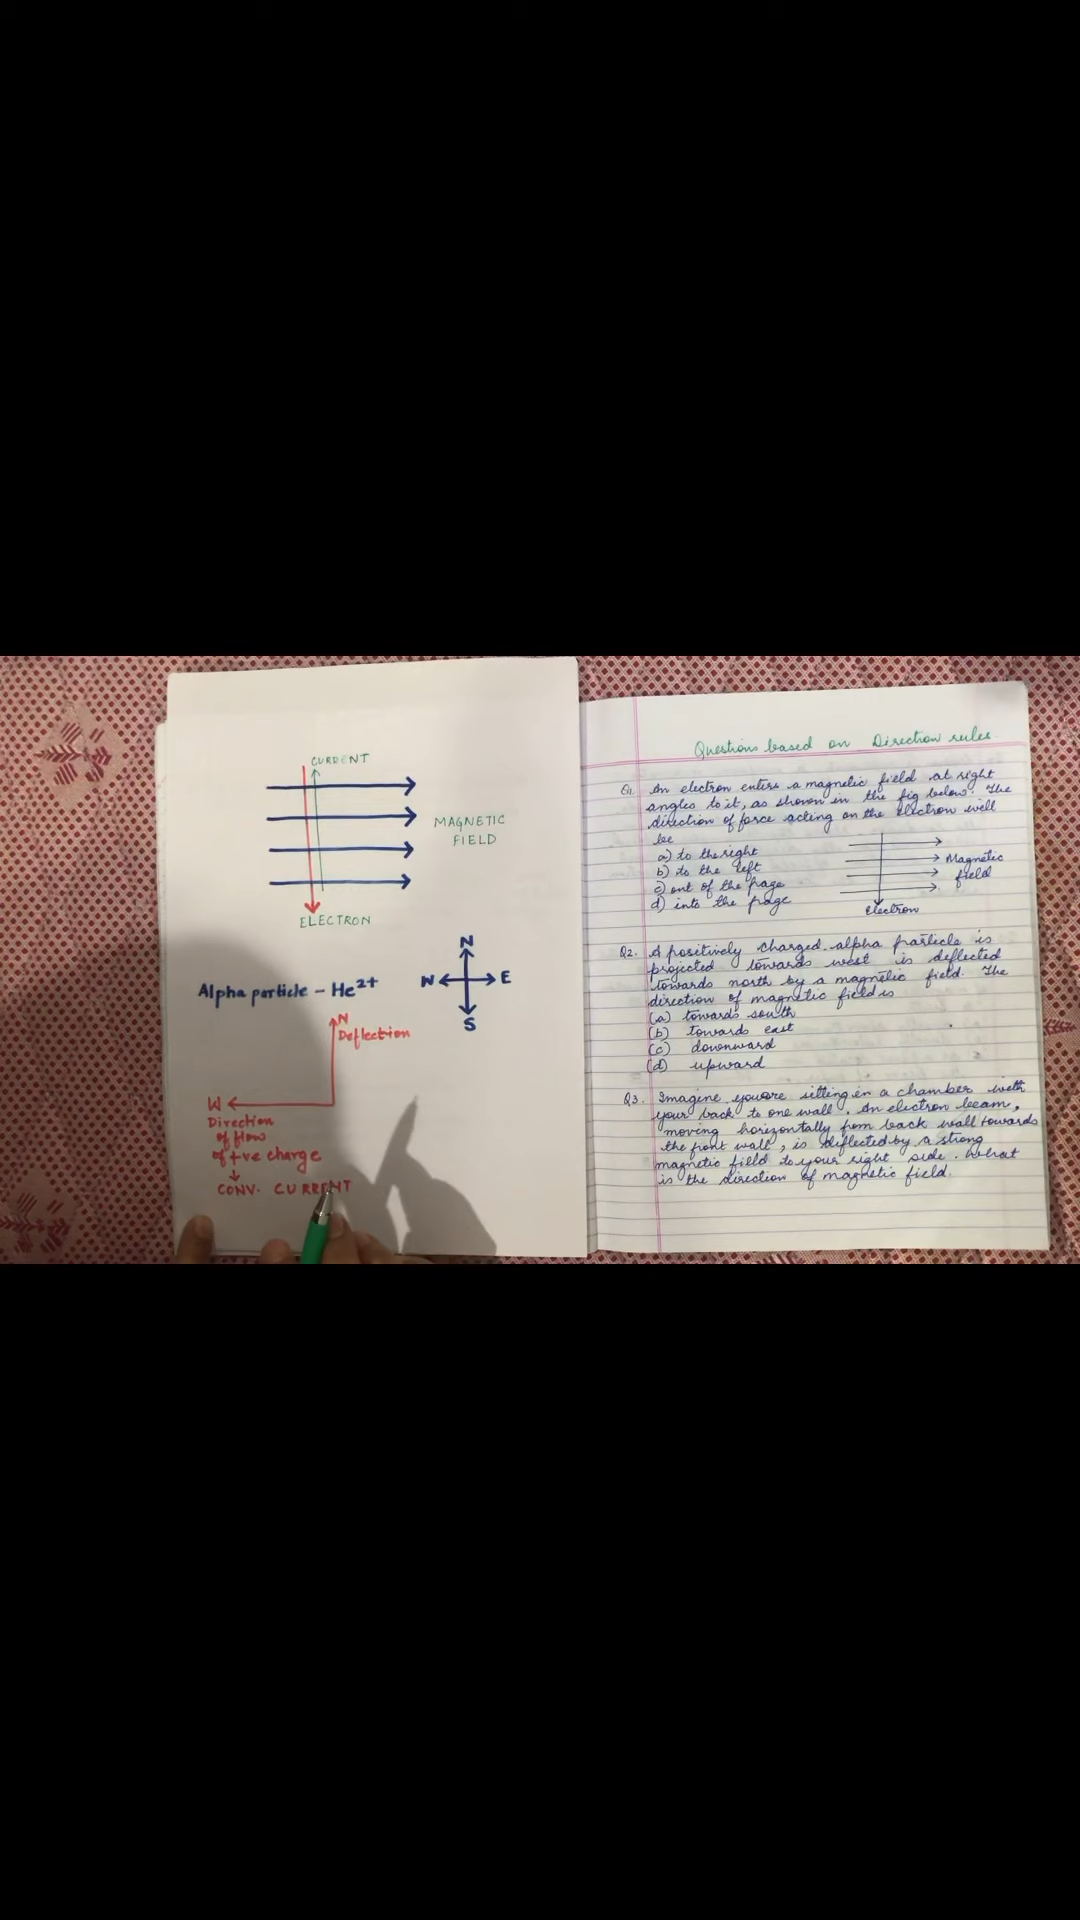 CURRENT
MAGNETIC
FIELD
ELECTRON
N
W E
S
Alpha particle - He2+
N
Deflection
W
Direction
of flow
of +ve charge
↓
CONV. CURRENT
Questions based on Direction rules
Q1. An electron enters a magnetic field at right
angles to it, as shown in the fig below. The
direction of force acting on the electron will
be
a) to the right
b) to the left
c) out of the page
d) into the page
Magnetic
field
Electron
Q2. A positively charged alpha particle is
projected towards west is deflected
towards north by a magnetic field. The
direction of magnetic field is
(a) towards south
(b) towards east
(c) downward
(d) upward
Q3. Imagine you are sitting in a chamber with
your back to one wall. An electron beam,
moving horizontally from back wall towards
the front wall, is deflected by a strong
magnetic field to your right side. What
is the direction of magnetic field.